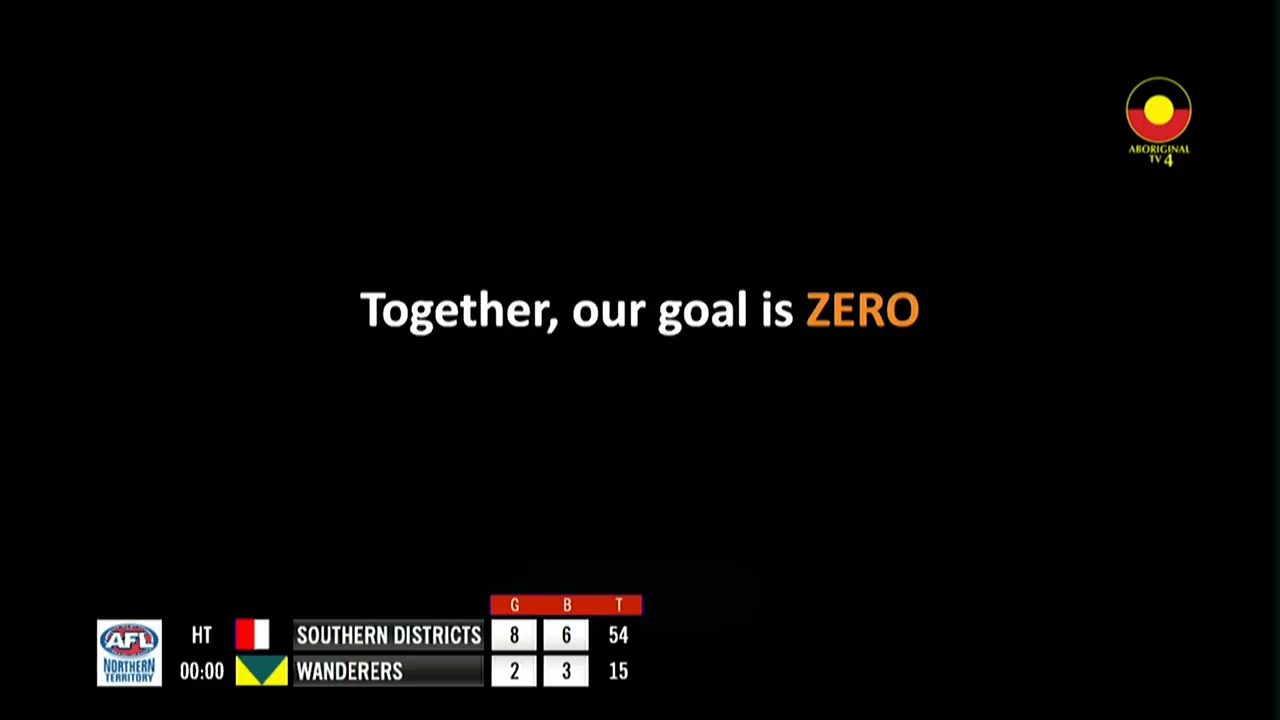 ABORIGINAL
TV 4
Together, our goal is ZERO
G B T
AFL HT SOUTHERN DISTRICTS 8 6 54
NORTHERN TERRITORY 00:00 WANDERERS 2 3 15